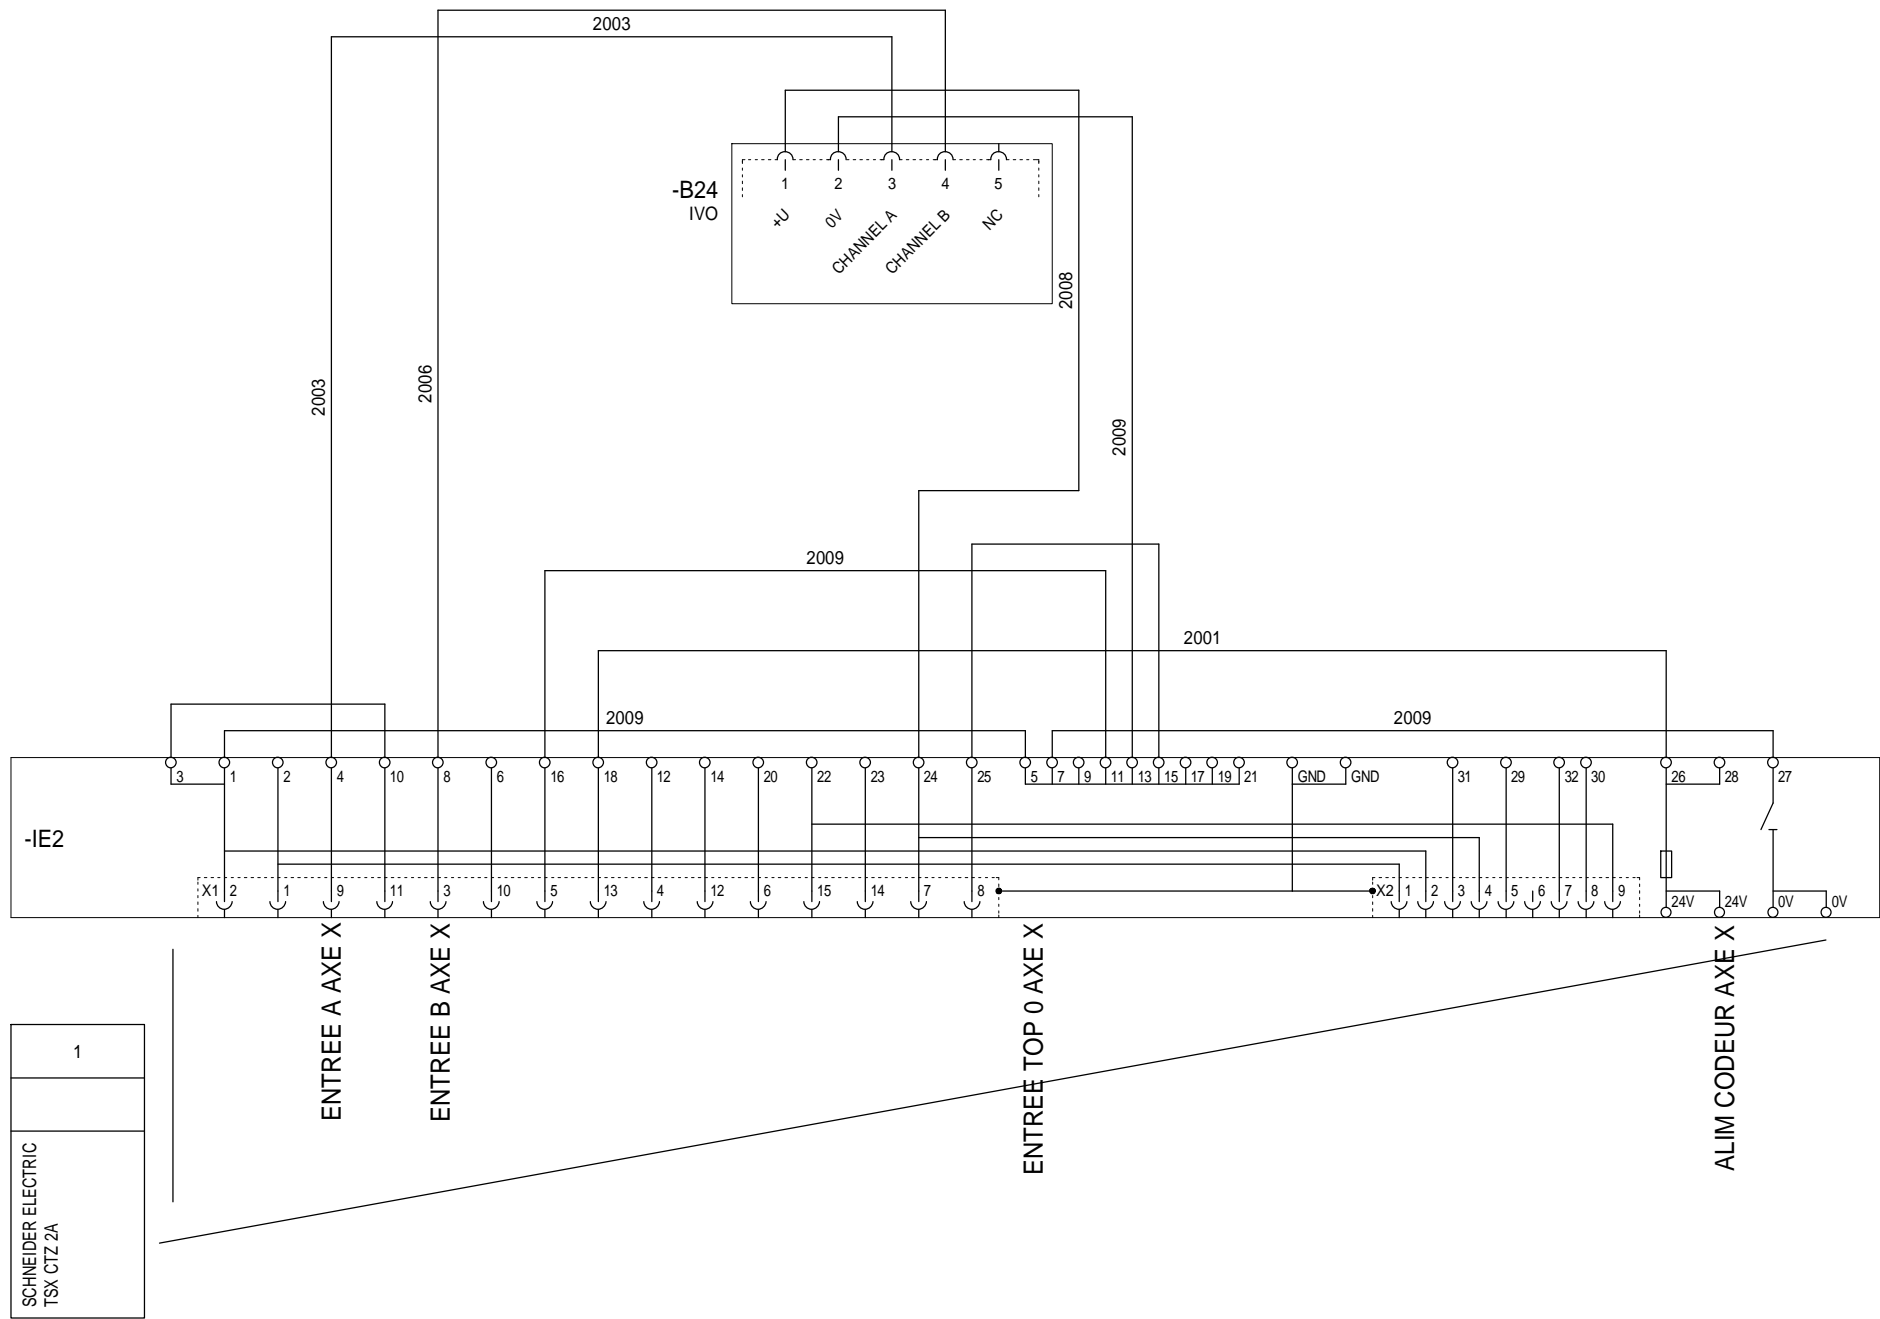 2003
-B24
IVO
1 2 3 4 5
+U 0V CHANNEL A CHANNEL B NC
2008
2003
2006
2009
2009
2001
2009
2009
3 1 2 4 10 8 6 16 18 12 14 20 22 23 24 25 5 7 9 11 13 15 17 19 21 GND GND 31 29 32 30 26 28 27
-IE2
X1 2 1 9 11 3 10 5 13 4 12 6 15 14 7 8 X2 1 2 3 4 5 6 7 8 9
24V 24V 0V 0V
ENTREE A AXE X
ENTREE B AXE X
ENTREE TOP 0 AXE X
ALIM CODEUR AXE X
1
SCHNEIDER ELECTRIC
TSX CTZ 2A